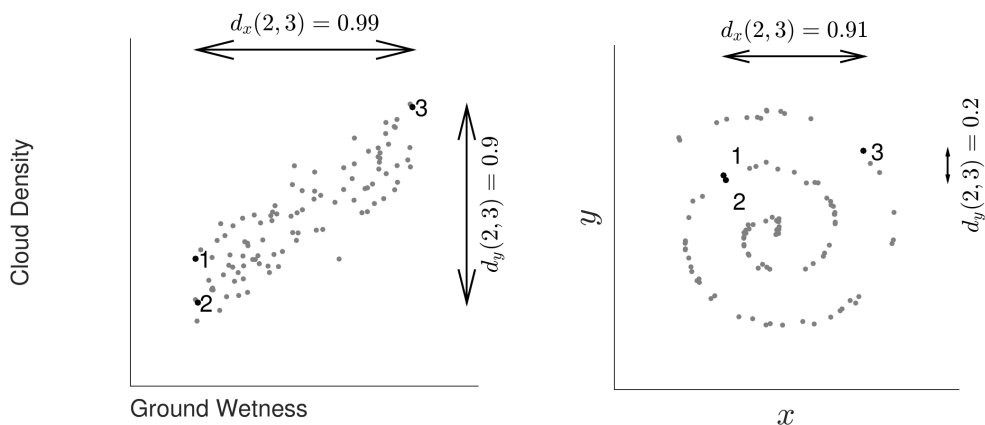 d_x(2, 3) = 0.99
Cloud Density
1
2
3
d_y(2, 3) = 0.9
Ground Wetness
d_x(2, 3) = 0.91
y
1
2
3
d_y(2, 3) = 0.2
x